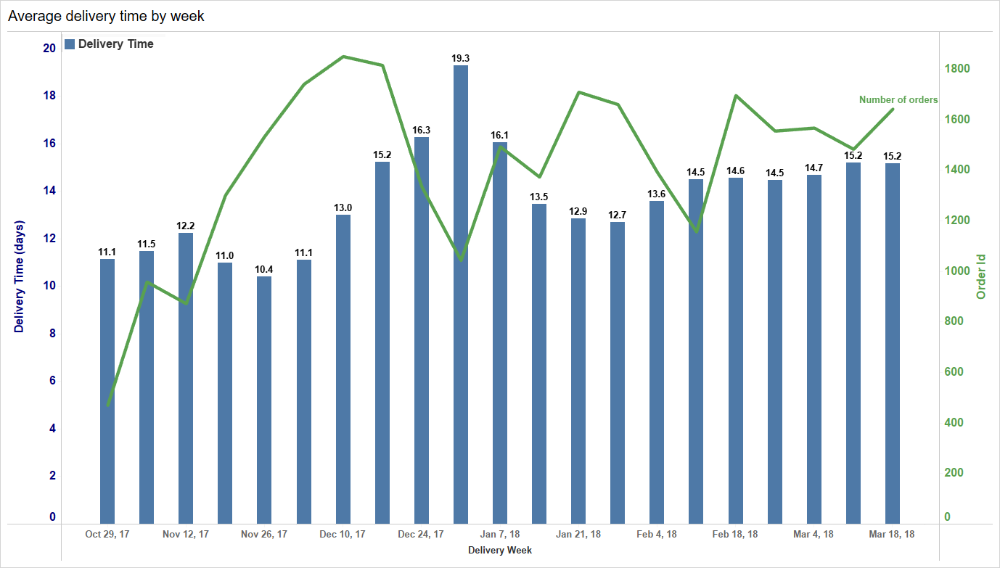 Average delivery time by week
Delivery Time
Number of orders
Delivery Time (days)
20
18
16
14
12
10
8
6
4
2
0
11.1
11.5
12.2
11.0
10.4
11.1
13.0
15.2
16.3
19.3
16.1
13.5
12.9
12.7
13.6
14.5
14.6
14.5
14.7
15.2
15.2
1800
1600
1400
1200
1000
800
600
400
200
0
Order Id
Oct 29, 17
Nov 12, 17
Nov 26, 17
Dec 10, 17
Dec 24, 17
Jan 7, 18
Jan 21, 18
Feb 4, 18
Feb 18, 18
Mar 4, 18
Mar 18, 18
Delivery Week